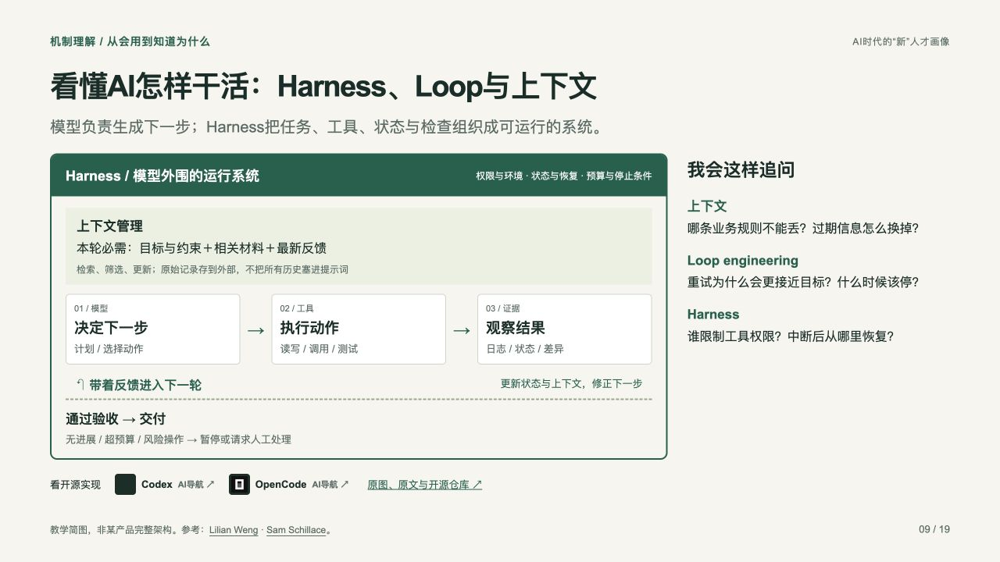 机制理解 / 从会用到知道为什么
AI时代的“新”人才画像
看懂AI怎样干活：Harness、Loop与上下文
模型负责生成下一步；Harness把任务、工具、状态与检查组织成可运行的系统。
Harness / 模型外围的运行系统
权限与环境 · 状态与恢复 · 预算与停止条件
上下文管理
本轮必需：目标与约束＋相关材料＋最新反馈
检索、筛选、更新；原始记录存到外部，不把所有历史塞进提示词
01 / 模型
决定下一步
计划 / 选择动作
→
02 / 工具
执行动作
读写 / 调用 / 测试
→
03 / 证据
观察结果
日志 / 状态 / 差异
带着反馈进入下一轮
更新状态与上下文，修正下一步
通过验收 → 交付
无进展 / 超预算 / 风险操作 → 暂停或请求人工处理
我会这样追问
上下文
哪条业务规则不能丢？过期信息怎么换掉？
Loop engineering
重试为什么会更接近目标？什么时候该停？
Harness
谁限制工具权限？中断后从哪里恢复？
看开源实现
Codex AI导航 ↗
OpenCode AI导航 ↗
原图、原文与开源仓库 ↗
教学简图，非某产品完整架构。参考：Lilian Weng · Sam Schillace。
09 / 19